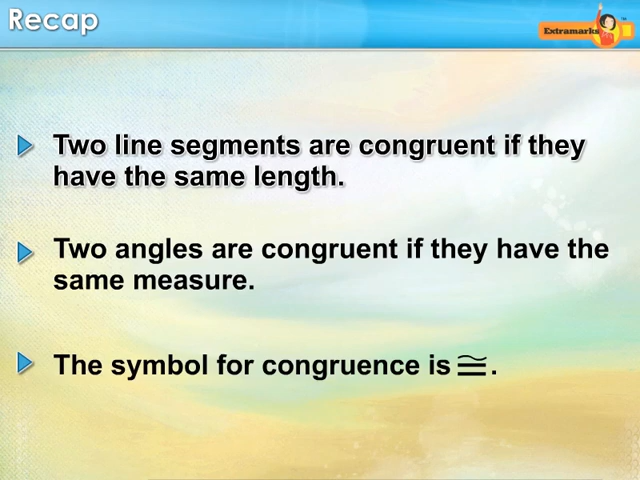 Recap
Extramarks
Two line segments are congruent if they
have the same length.
Two angles are congruent if they have the
same measure.
The symbol for congruence is ≅.